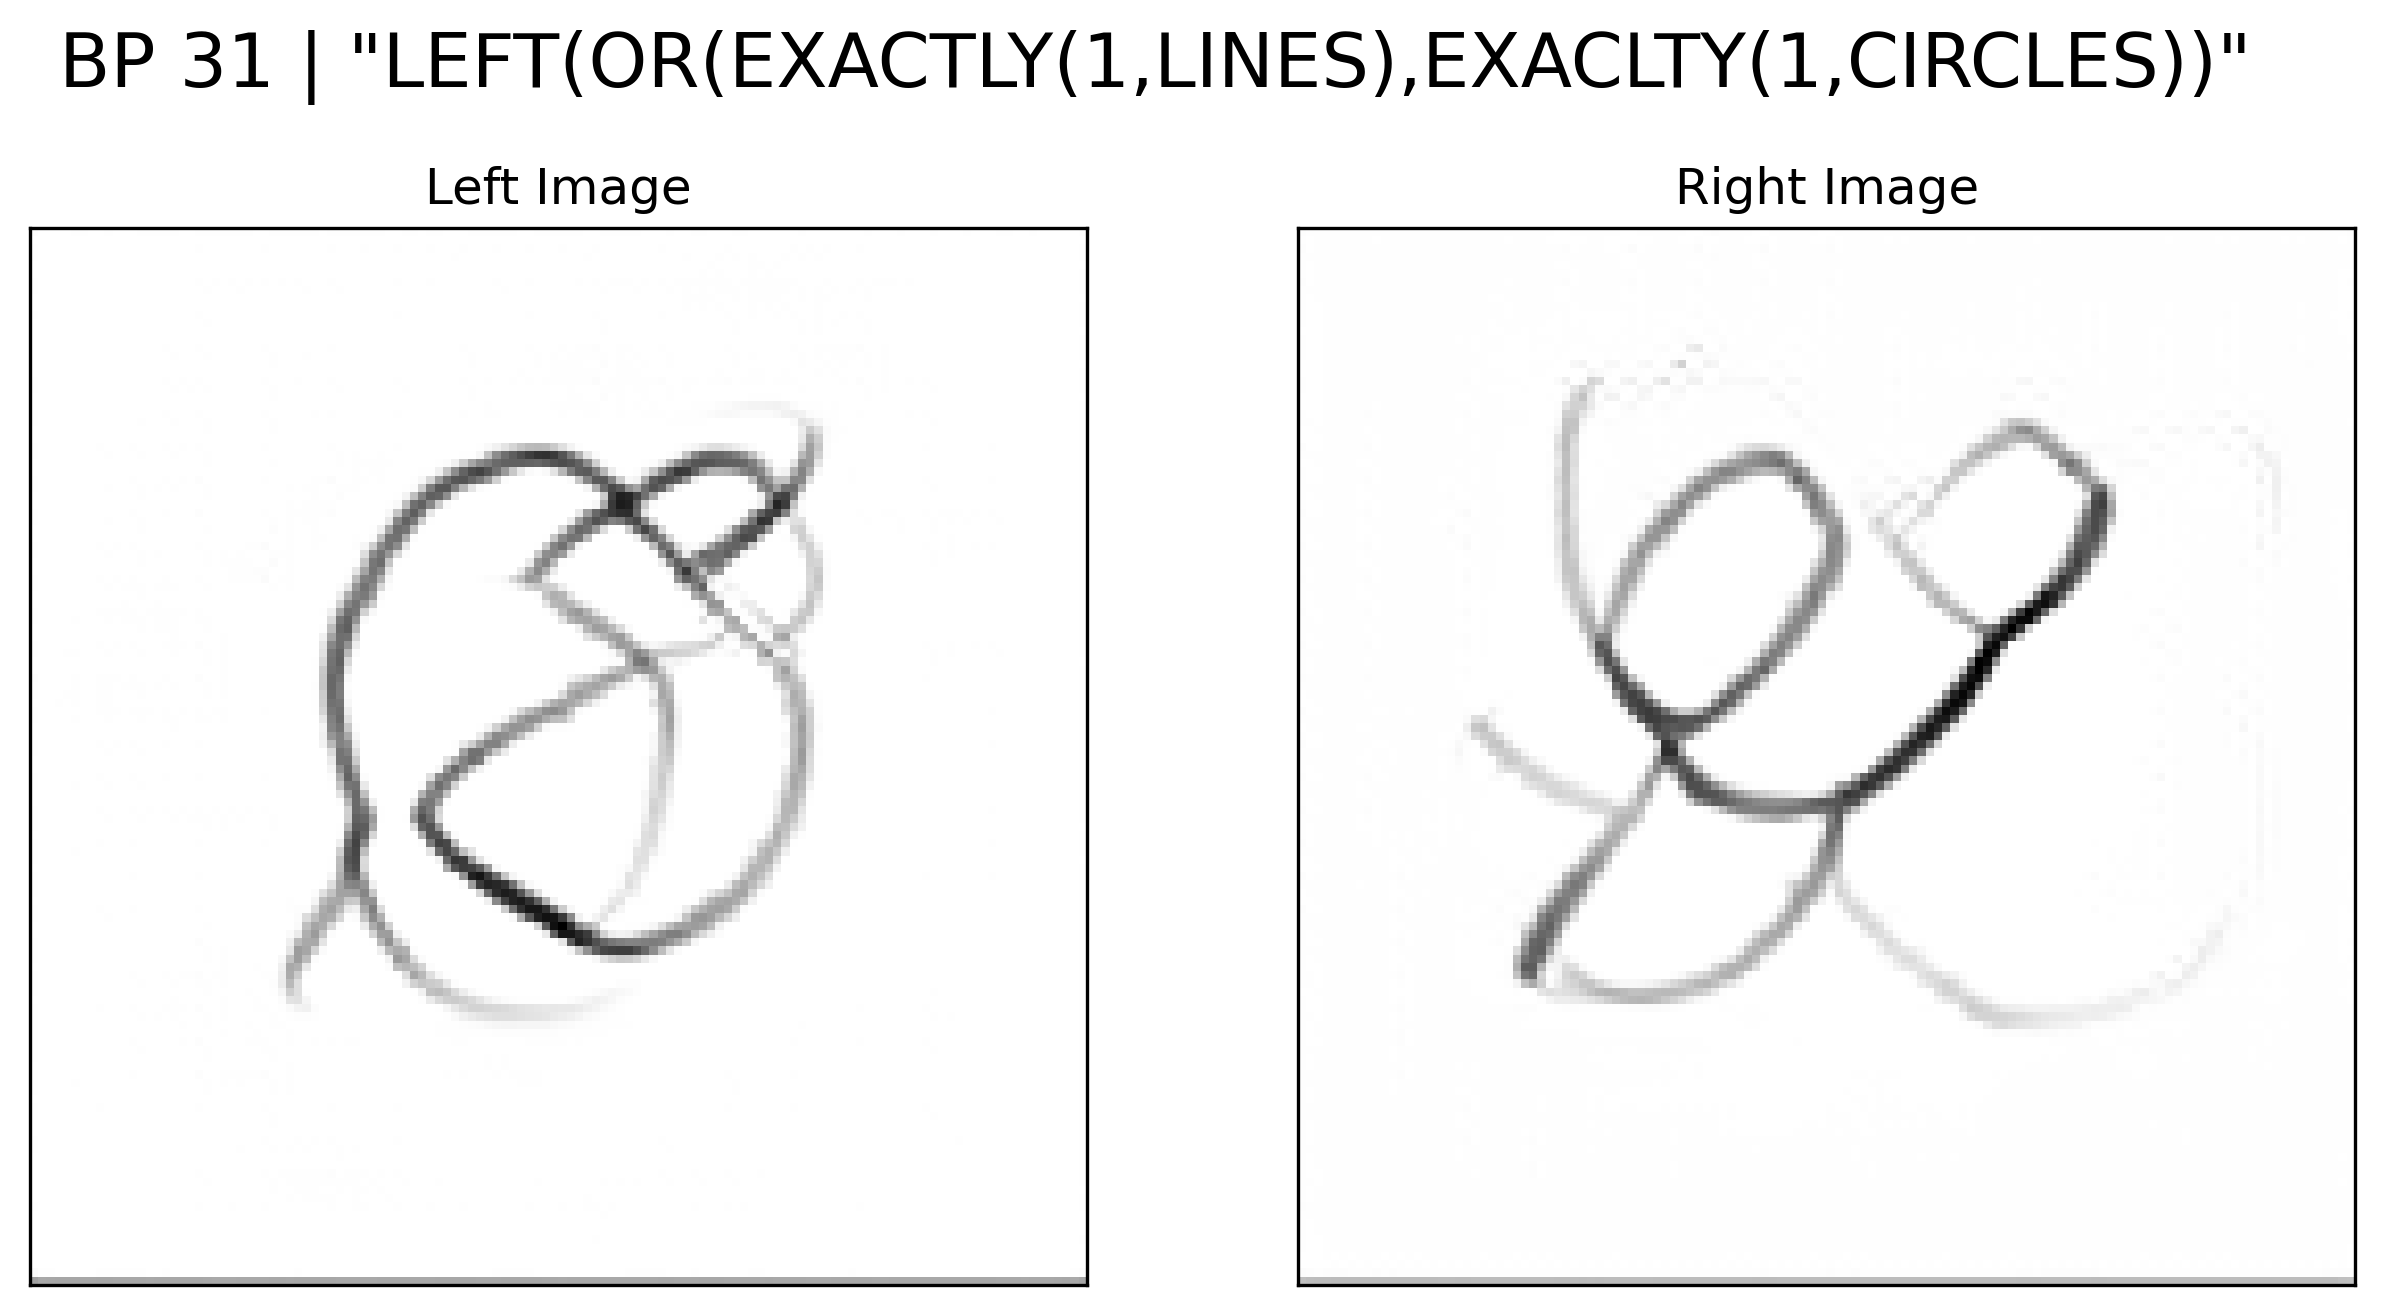 BP 31 | "LEFT(OR(EXACTLY(1,LINES),EXACLTY(1,CIRCLES))"
Left Image
Right Image